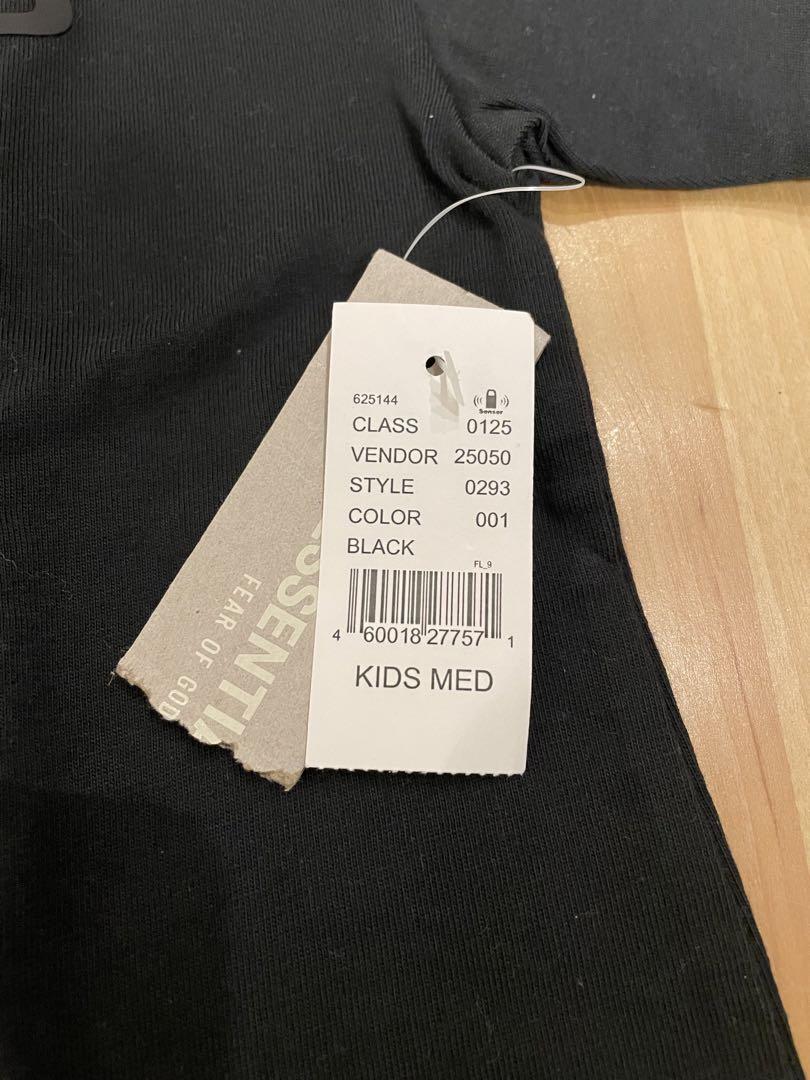 625144
Sensor
CLASS 0125
VENDOR 25050
STYLE 0293
COLOR 001
BLACK
FL_9
4 60018 27757 1
KIDS MED
ESSENTIA
FEAR OF GOD